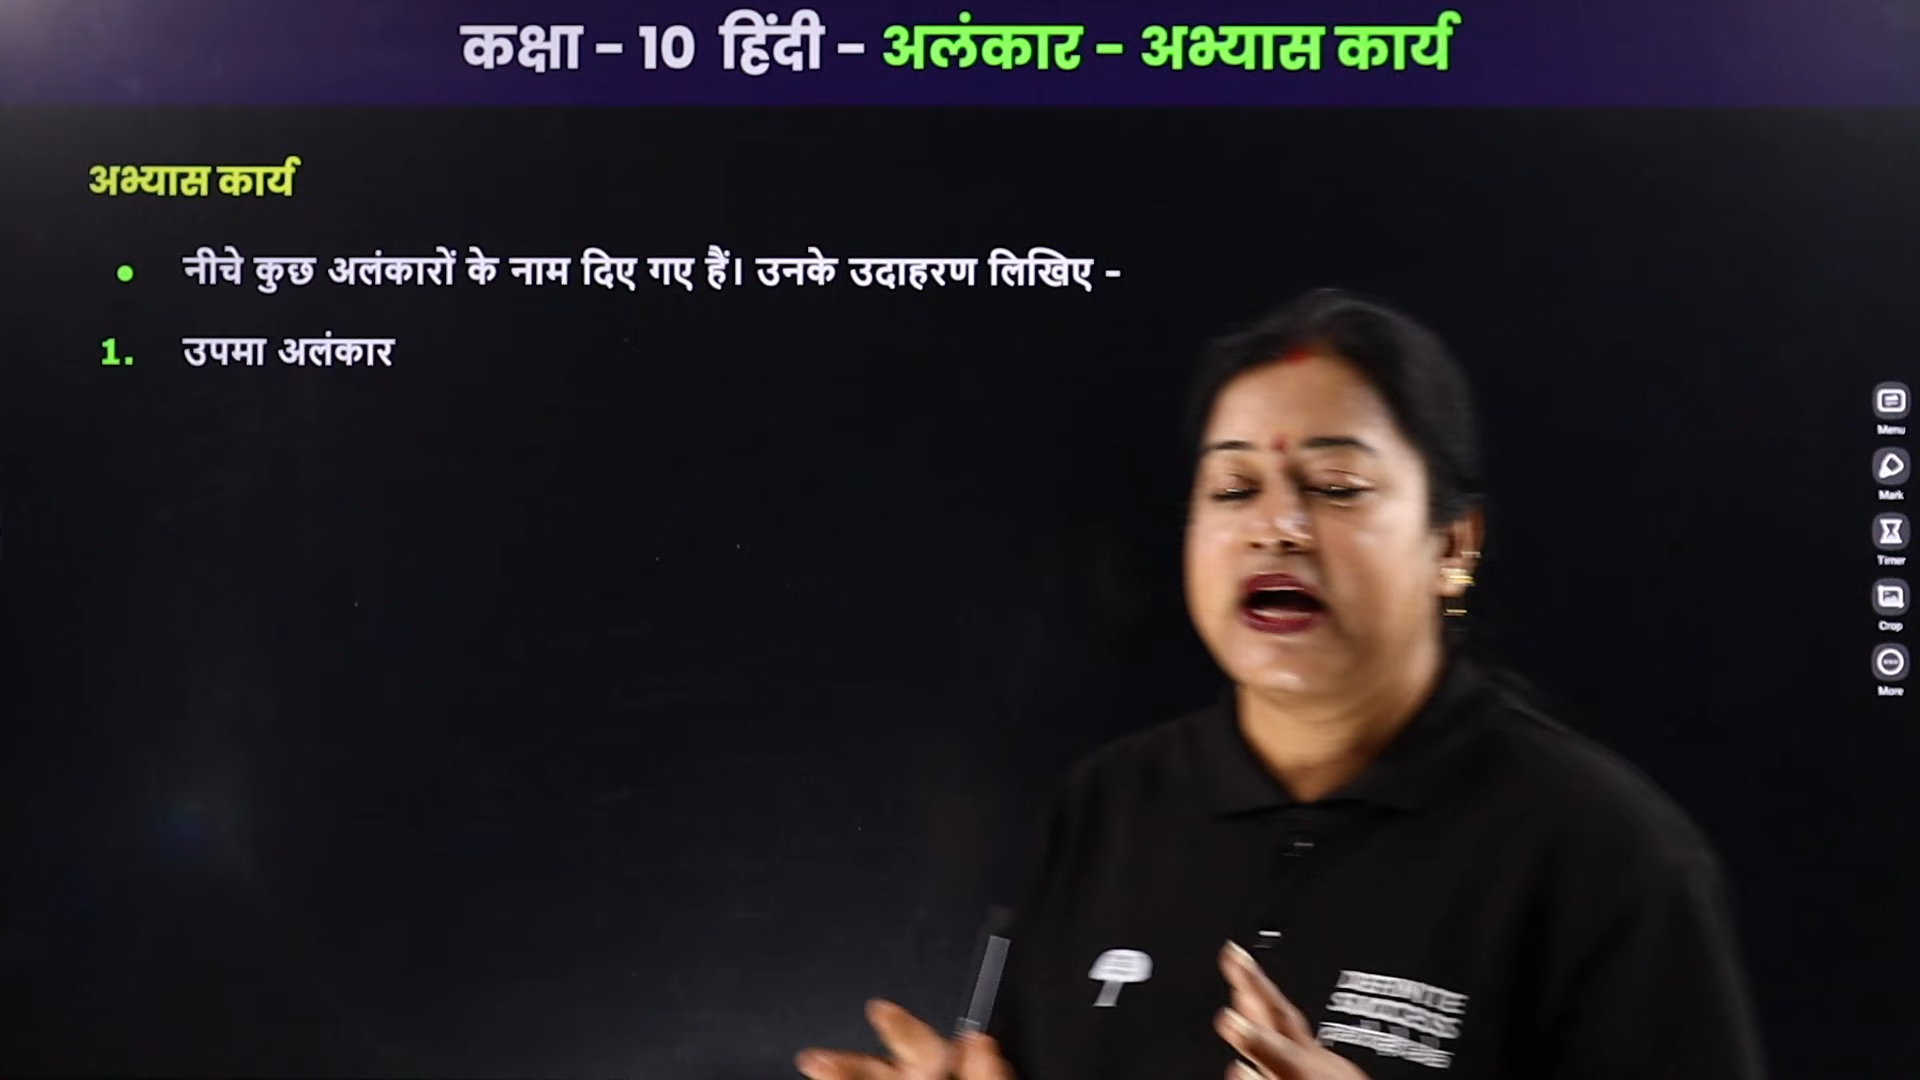 कक्षा - 10 हिंदी - अलंकार - अभ्यास कार्य
अभ्यास कार्य
• नीचे कुछ अलंकारों के नाम दिए गए हैं। उनके उदाहरण लिखिए -
1. उपमा अलंकार
Menu
Mark
Timer
Crop
More